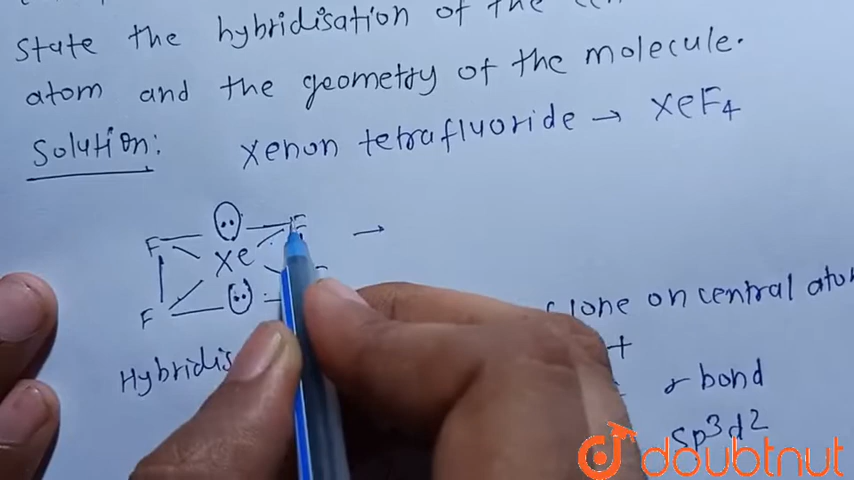 State the hybridisation of the
atom and the geometry of the molecule.
Solution: Xenon tetrafluoride → XeF4
F F →
Xe
F
lone on central atom
+
σ bond
sp3d2
doubtnut